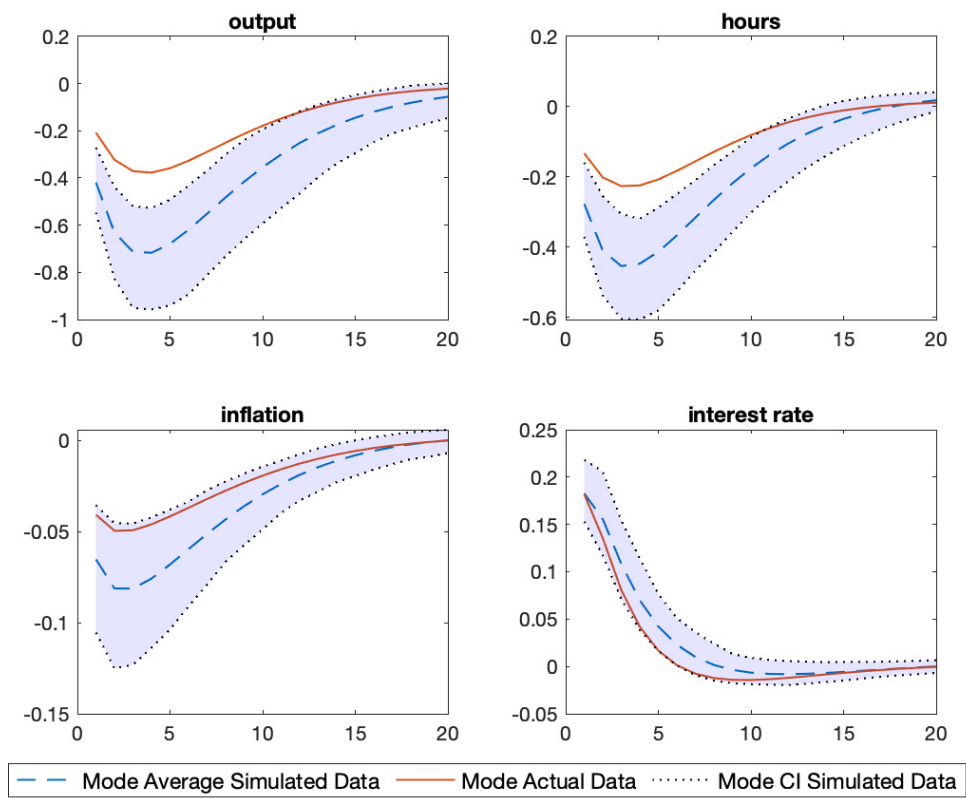 output
0.2
0
-0.2
-0.4
-0.6
-0.8
-1
0 5 10 15 20
hours
0.2
0
-0.2
-0.4
-0.6
0 5 10 15 20
inflation
0
-0.05
-0.1
-0.15
0 5 10 15 20
interest rate
0.25
0.2
0.15
0.1
0.05
0
-0.05
0 5 10 15 20
Mode Average Simulated Data Mode Actual Data Mode CI Simulated Data